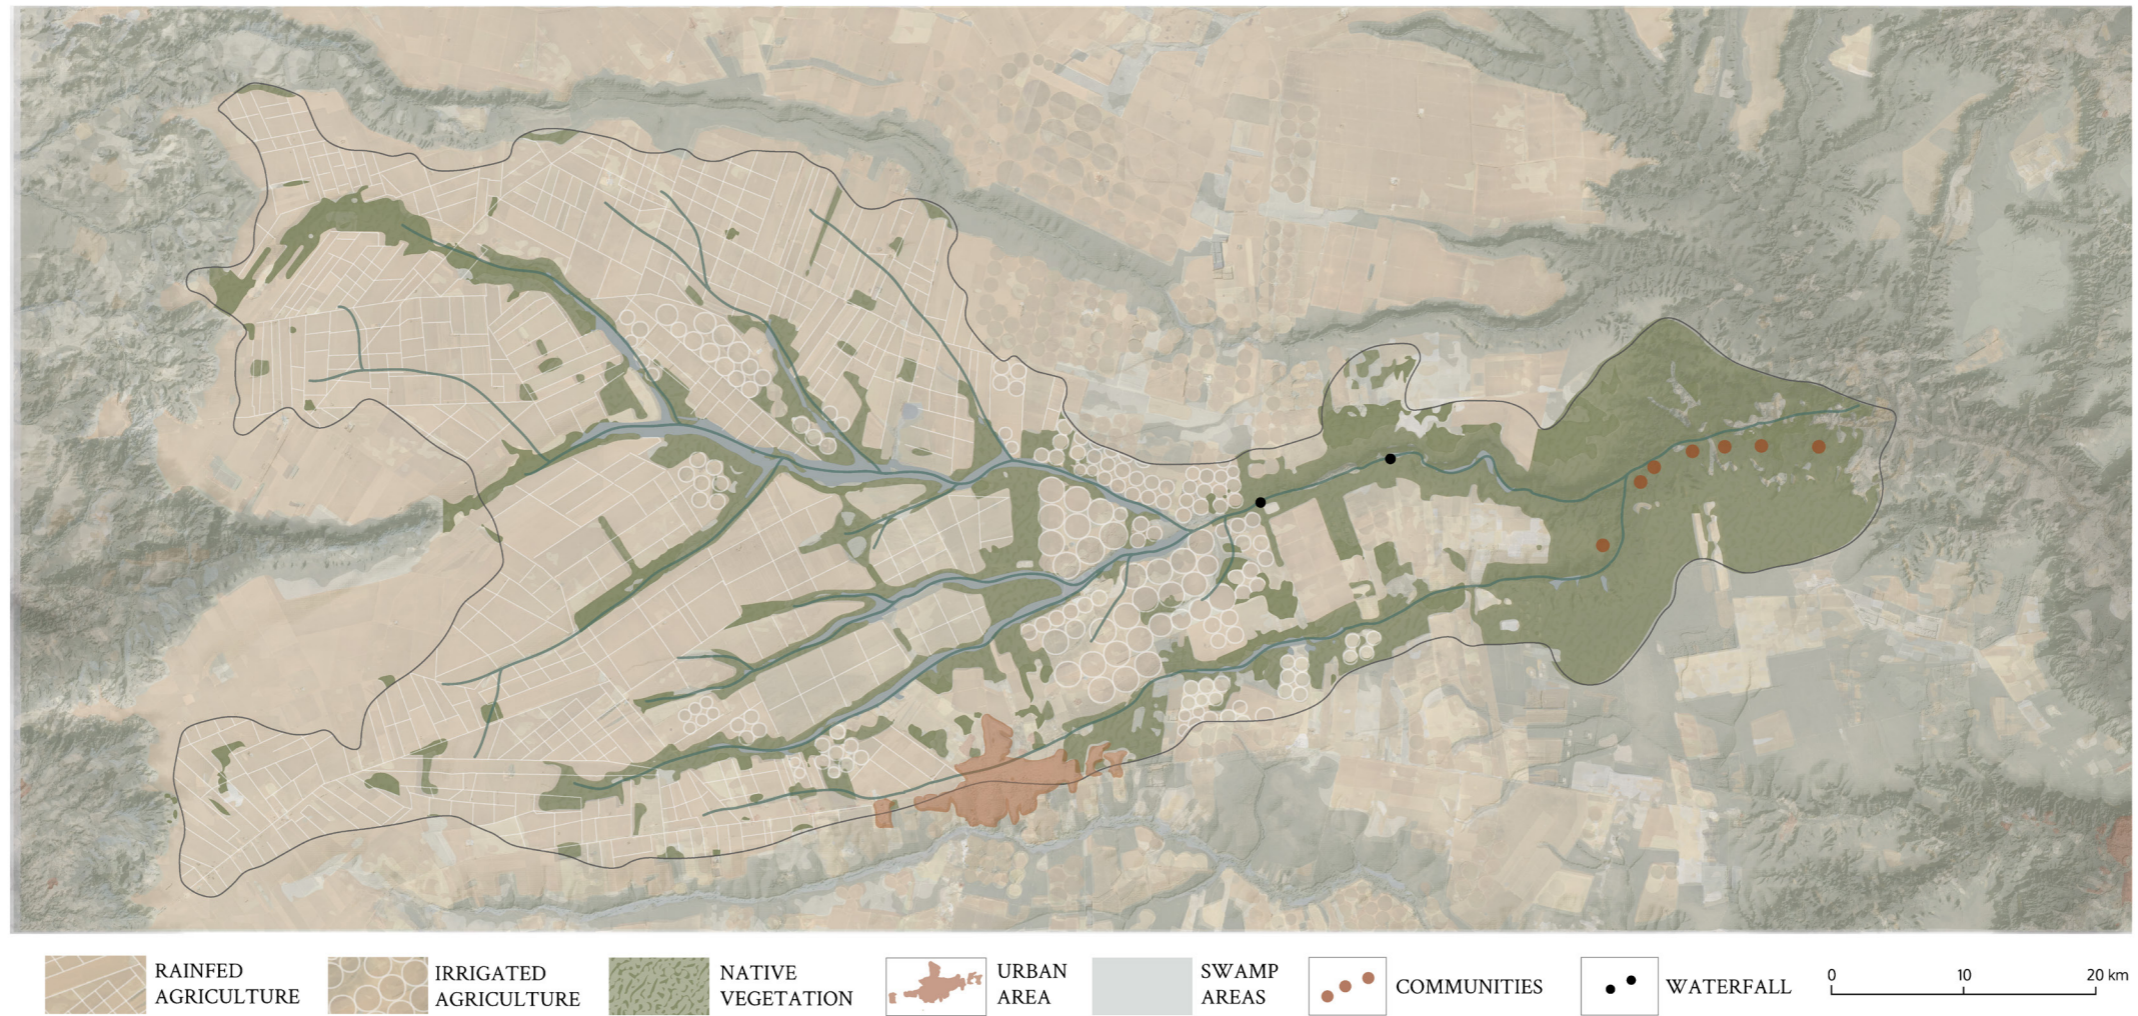 RAINFED
AGRICULTURE
IRRIGATED
AGRICULTURE
NATIVE
VEGETATION
URBAN
AREA
SWAMP
AREAS
COMMUNITIES
WATERFALL
0 10 20 km